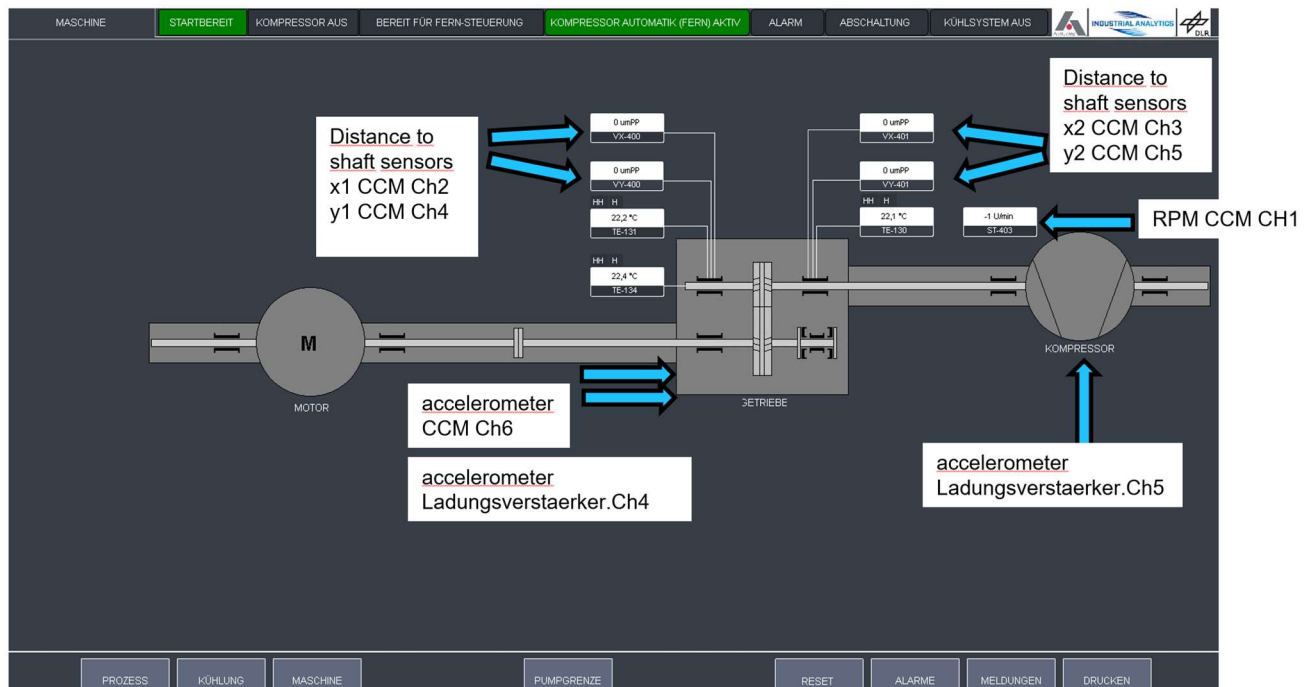 MASCHINE
STARTBEREIT
KOMPRESSOR AUS
BEREIT FÜR FERN-STEUERUNG
KOMPRESSOR AUTOMATIK (FERN) AKTIV
ALARM
ABSCHALTUNG
KÜHLSYSTEM AUS
INDUSTRIAL ANALYTICS
DLR
Distance to
shaft sensors
x1 CCM Ch2
y1 CCM Ch4
0 umPP
VX-400
0 umPP
VY-400
HH H
22,2 °C
TE-131
HH H
22,4 °C
TE-134
0 umPP
VX-401
0 umPP
VY-401
HH H
22,1 °C
TE-130
-1 U/min
ST-403
Distance to
shaft sensors
x2 CCM Ch3
y2 CCM Ch5
RPM CCM CH1
M
MOTOR
GETRIEBE
KOMPRESSOR
accelerometer
CCM Ch6
accelerometer
Ladungsverstaerker.Ch4
accelerometer
Ladungsverstaerker.Ch5
PROZESS
KÜHLUNG
MASCHINE
PUMPGRENZE
RESET
ALARME
MELDUNGEN
DRUCKEN